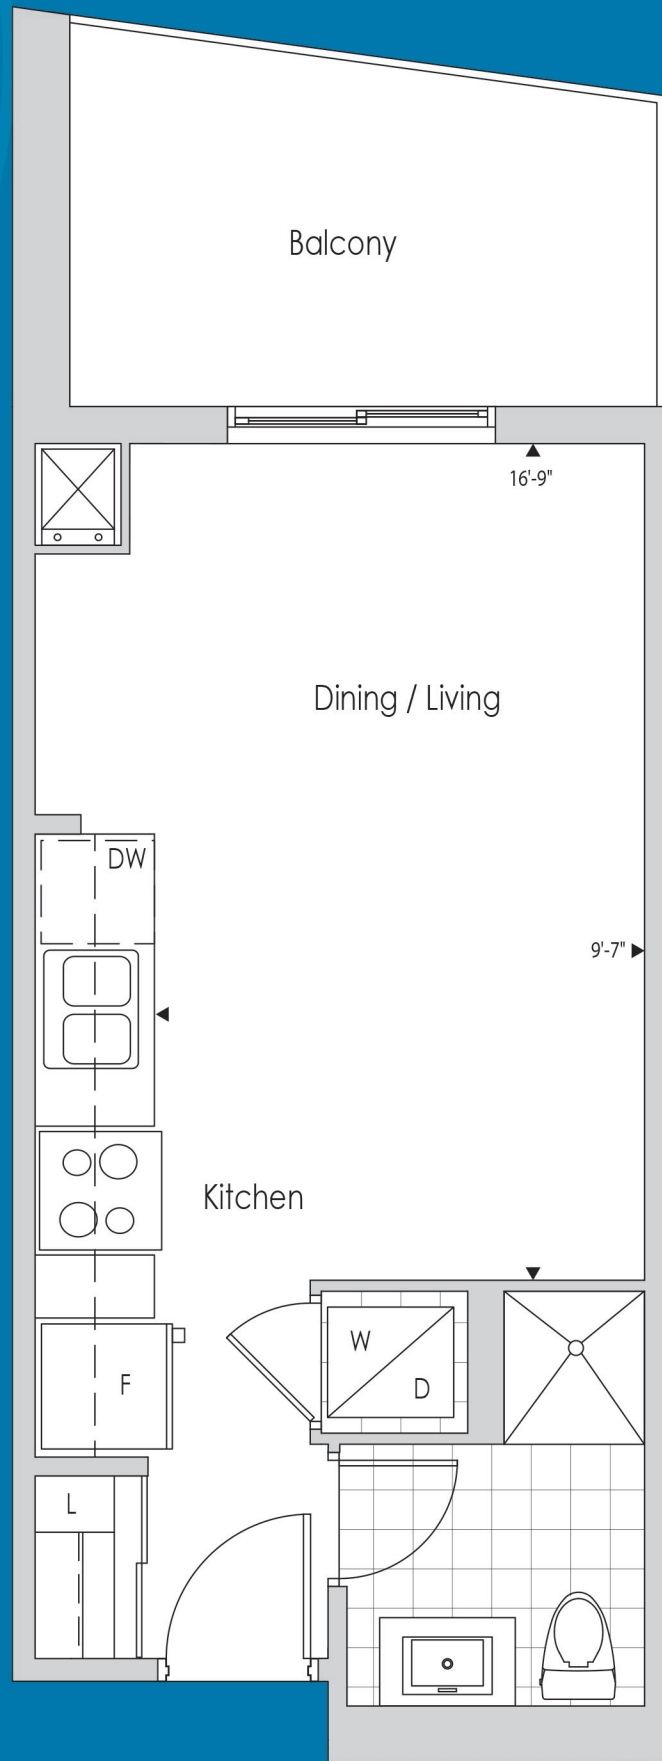 Balcony
16'-9"
Dining / Living
DW
9'-7"
Kitchen
W
D
F
L